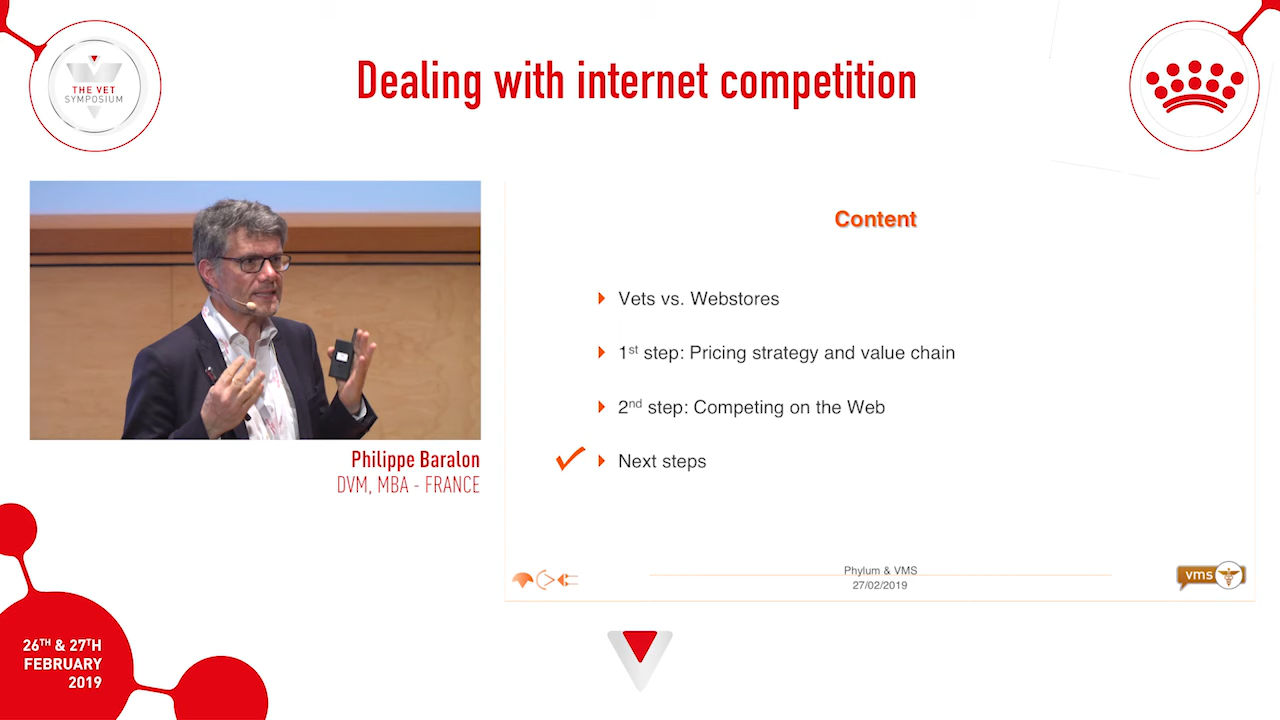 THE VET
SYMPOSIUM
Dealing with internet competition
Philippe Baralon
DVM, MBA - FRANCE
Content
Vets vs. Webstores
1st step: Pricing strategy and value chain
2nd step: Competing on the Web
Next steps
Phylum & VMS
27/02/2019
vms
26TH & 27TH
FEBRUARY
2019